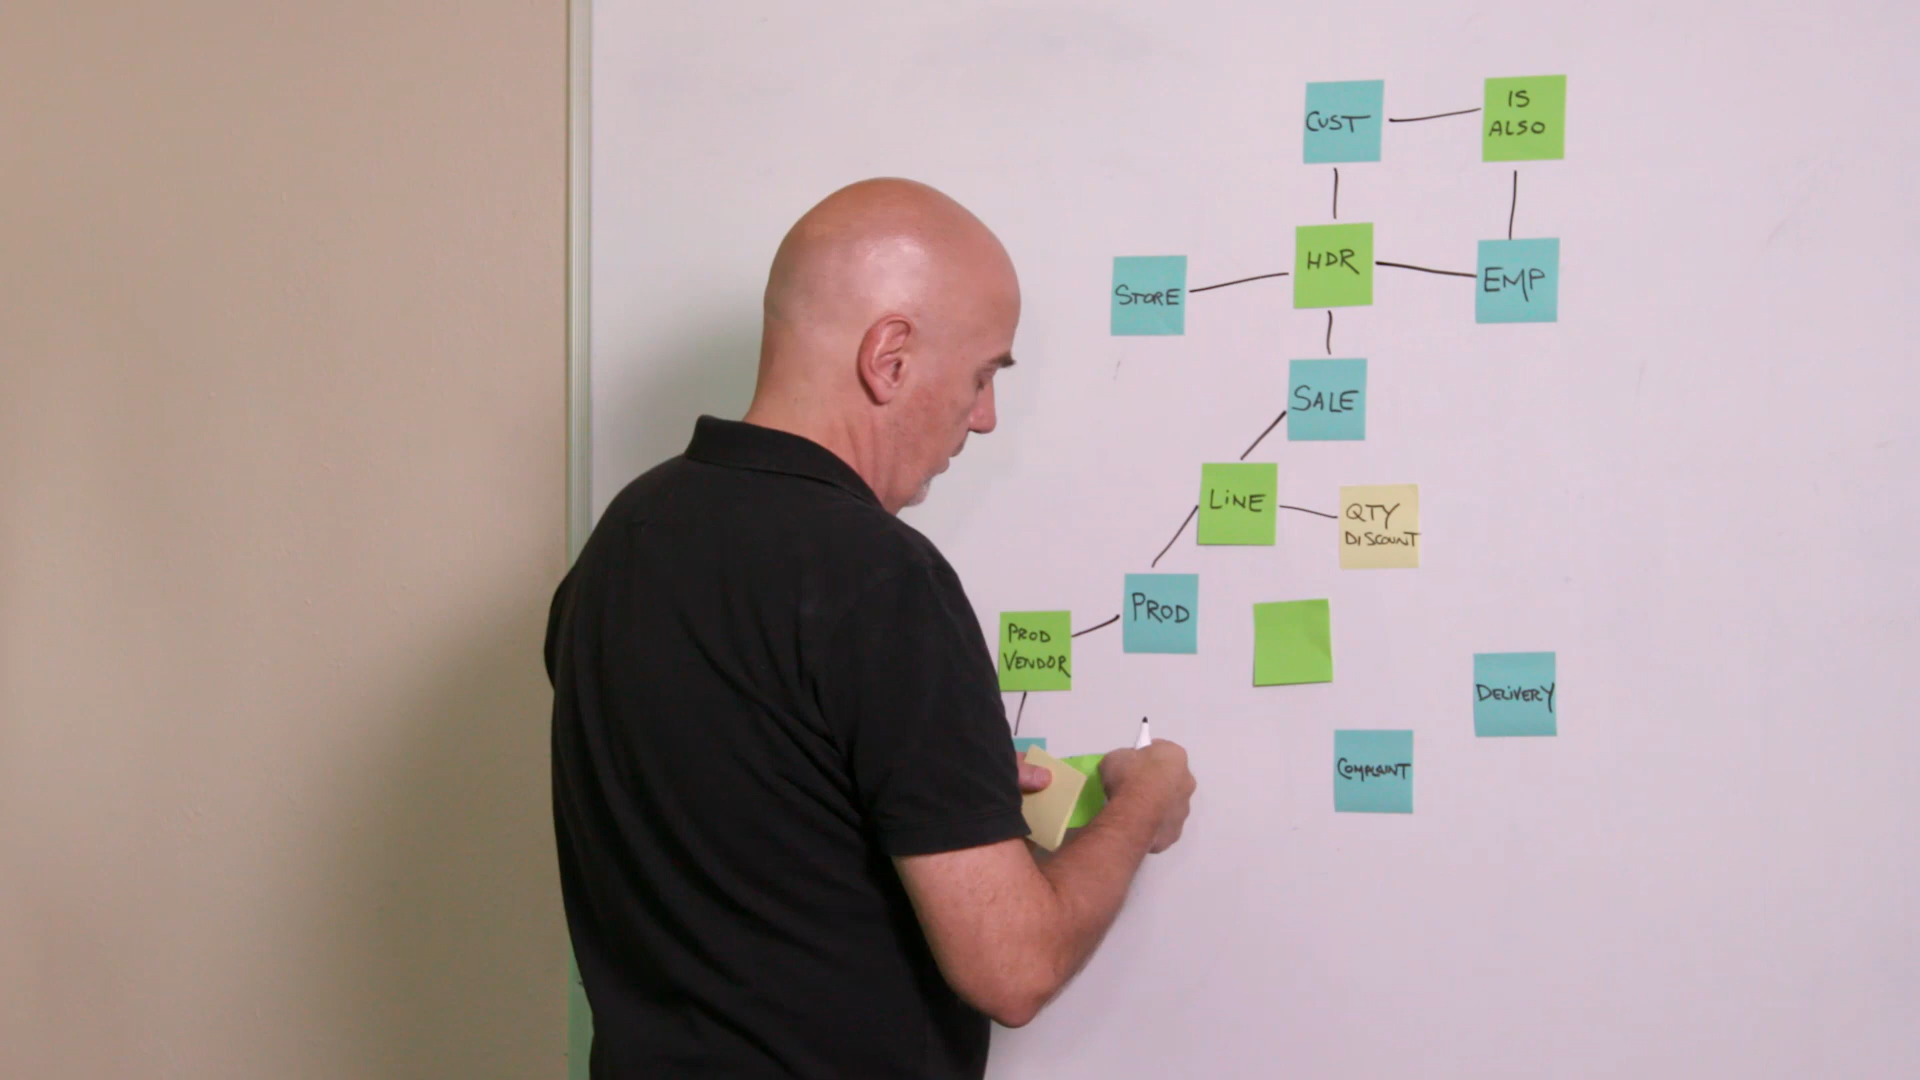 CUST
IS
ALSO
STORE
HDR
EMP
SALE
LINE
QTY
DISCOUNT
PROD
PROD
VENDOR
DELIVERY
COMPLAINT